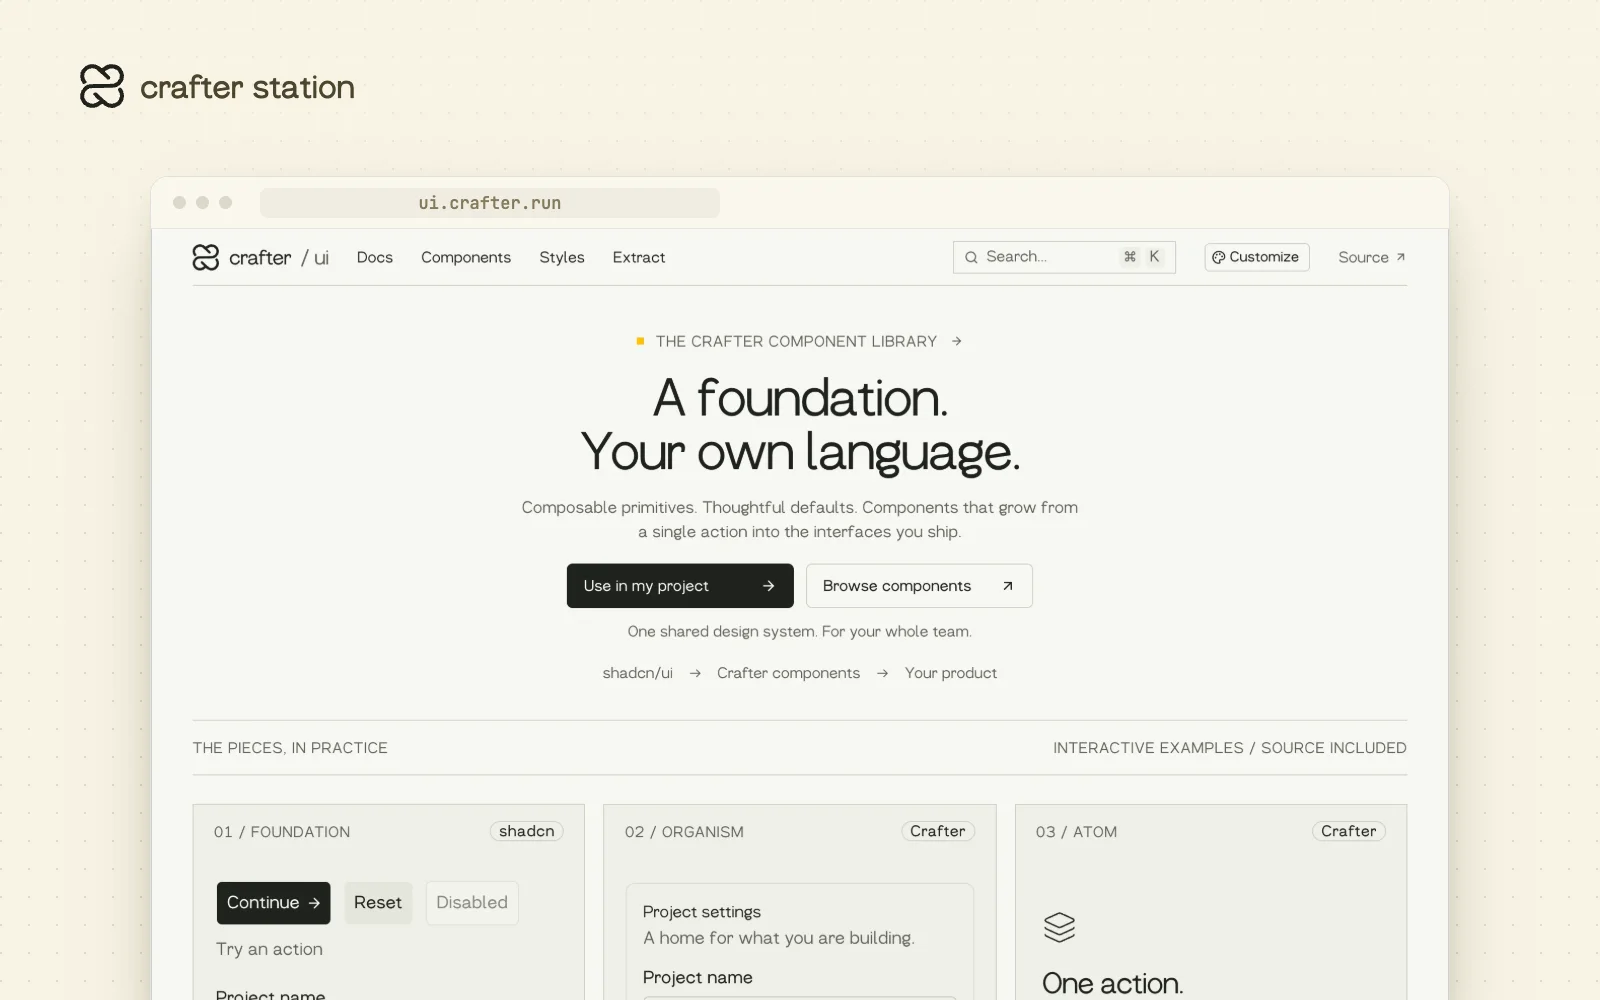 crafter station
ui.crafter.run
crafter / ui Docs Components Styles Extract Search... ⌘ K Customize Source ↗
THE CRAFTER COMPONENT LIBRARY →
A foundation.
Your own language.
Composable primitives. Thoughtful defaults. Components that grow from
a single action into the interfaces you ship.
Use in my project → Browse components ↗
One shared design system. For your whole team.
shadcn/ui → Crafter components → Your product
THE PIECES, IN PRACTICE INTERACTIVE EXAMPLES / SOURCE INCLUDED
01 / FOUNDATION shadcn
Continue → Reset Disabled
Try an action
Project name
02 / ORGANISM Crafter
Project settings
A home for what you are building.
Project name
03 / ATOM Crafter
One action.